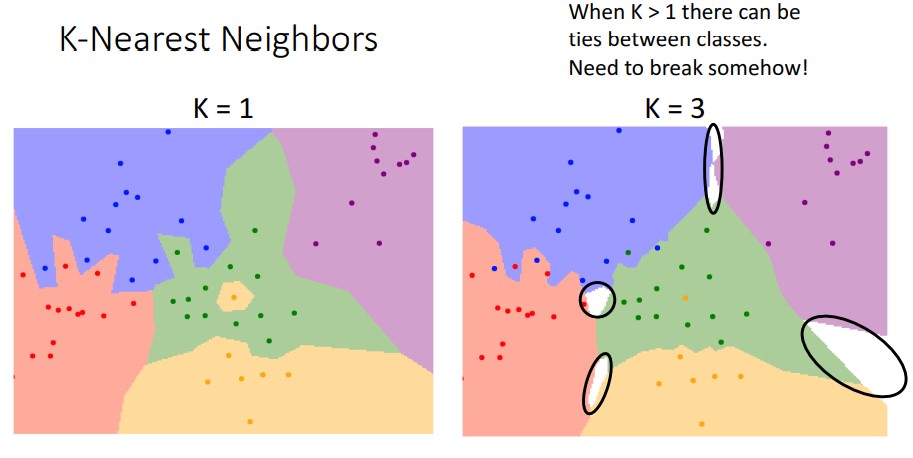 K-Nearest Neighbors
When K > 1 there can be
ties between classes.
Need to break somehow!
K = 1
K = 3